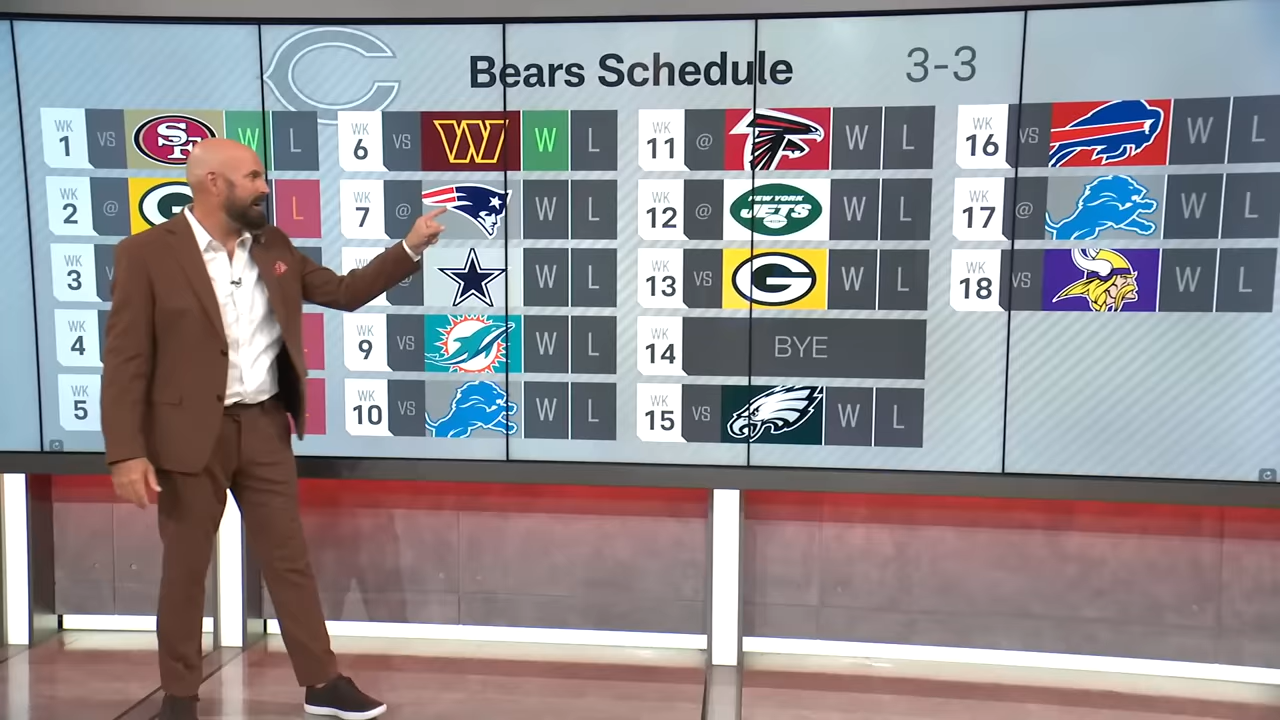 Bears Schedule 3-3
WK 1 VS SF W L
WK 2 @ G L
WK 3
WK 4
WK 5
WK 6 VS W W L
WK 7 @ W L
@ W L
WK 9 VS W L
WK 10 VS W L
WK 11 @ W L
WK 12 @ NEW YORK JETS W L
WK 13 VS G W L
WK 14 BYE
WK 15 VS W L
WK 16 VS W L
WK 17 @ W L
WK 18 VS W L